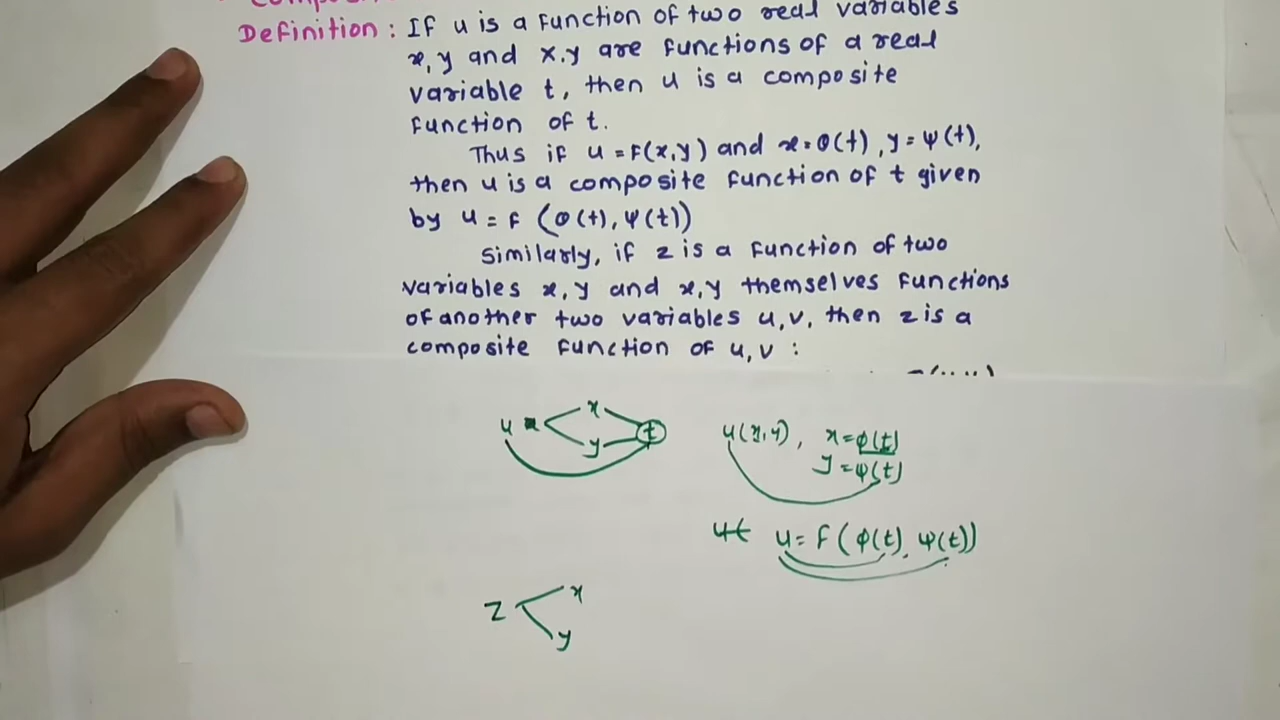 Definition: If u is a function of two real variables
x, y and x.y are functions of a real
variable t, then u is a composite
function of t.
Thus if u = F(x,y) and x = Φ(t), y = Ψ(t),
then u is a composite function of t given
by u = F (Φ(t), Ψ(t))
Similarly, if z is a function of two
variables x, y and x,y themselves functions
of another two variables u,v, then z is a
composite function of u, v :
u x y t
u(x,y), x = φ(t)
y = ψ(t)
ut u = f(φ(t), ψ(t))
z x y